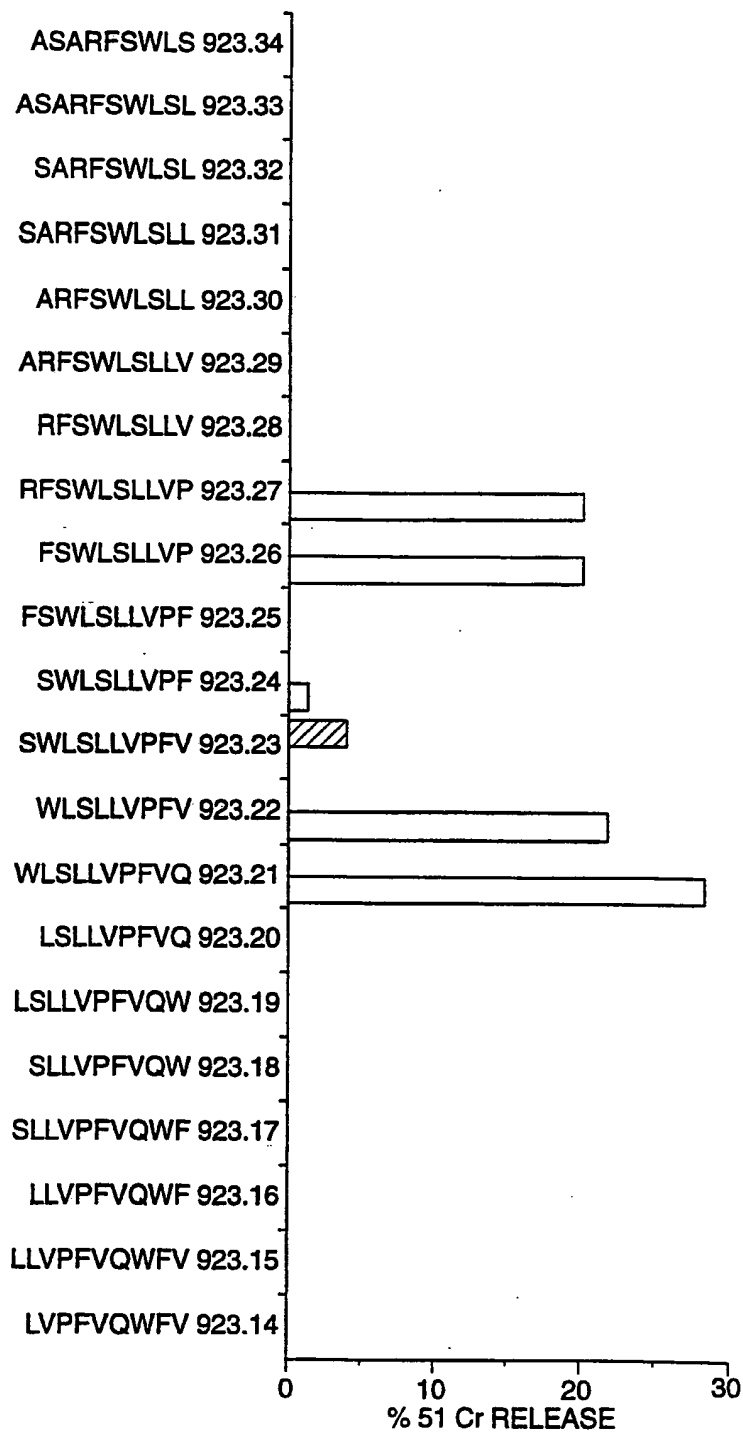 ASARFSWLS 923.34
ASARFSWLSL 923.33
SARFSWLSL 923.32
SARFSWLSLL 923.31
ARFSWLSLL 923.30
ARFSWLSLLV 923.29
RFSWLSLLV 923.28
RFSWLSLLVP 923.27
FSWLSLLVP 923.26
FSWLSLLVPF 923.25
SWLSLLVPF 923.24
SWLSLLVPFV 923.23
WLSLLVPFV 923.22
WLSLLVPFVQ 923.21
LSLLVPFVQ 923.20
LSLLVPFVQW 923.19
SLLVPFVQW 923.18
SLLVPFVQWF 923.17
LLVPFVQWF 923.16
LLVPFVQWFV 923.15
LVPFVQWFV 923.14
0 10 20 30
% 51 Cr RELEASE